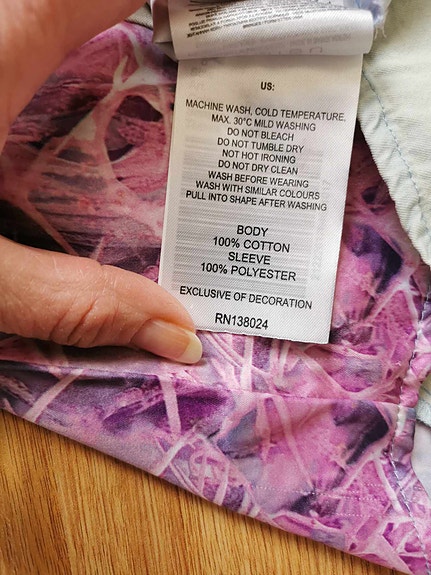 US:
MACHINE WASH, COLD TEMPERATURE.
MAX. 30°C MILD WASHING
DO NOT BLEACH
DO NOT TUMBLE DRY
NOT HOT IRONING
DO NOT DRY CLEAN
WASH BEFORE WEARING
WASH WITH SIMILAR COLOURS
PULL INTO SHAPE AFTER WASHING
BODY
100% COTTON
SLEEVE
100% POLYESTER
EXCLUSIVE OF DECORATION
RN138024